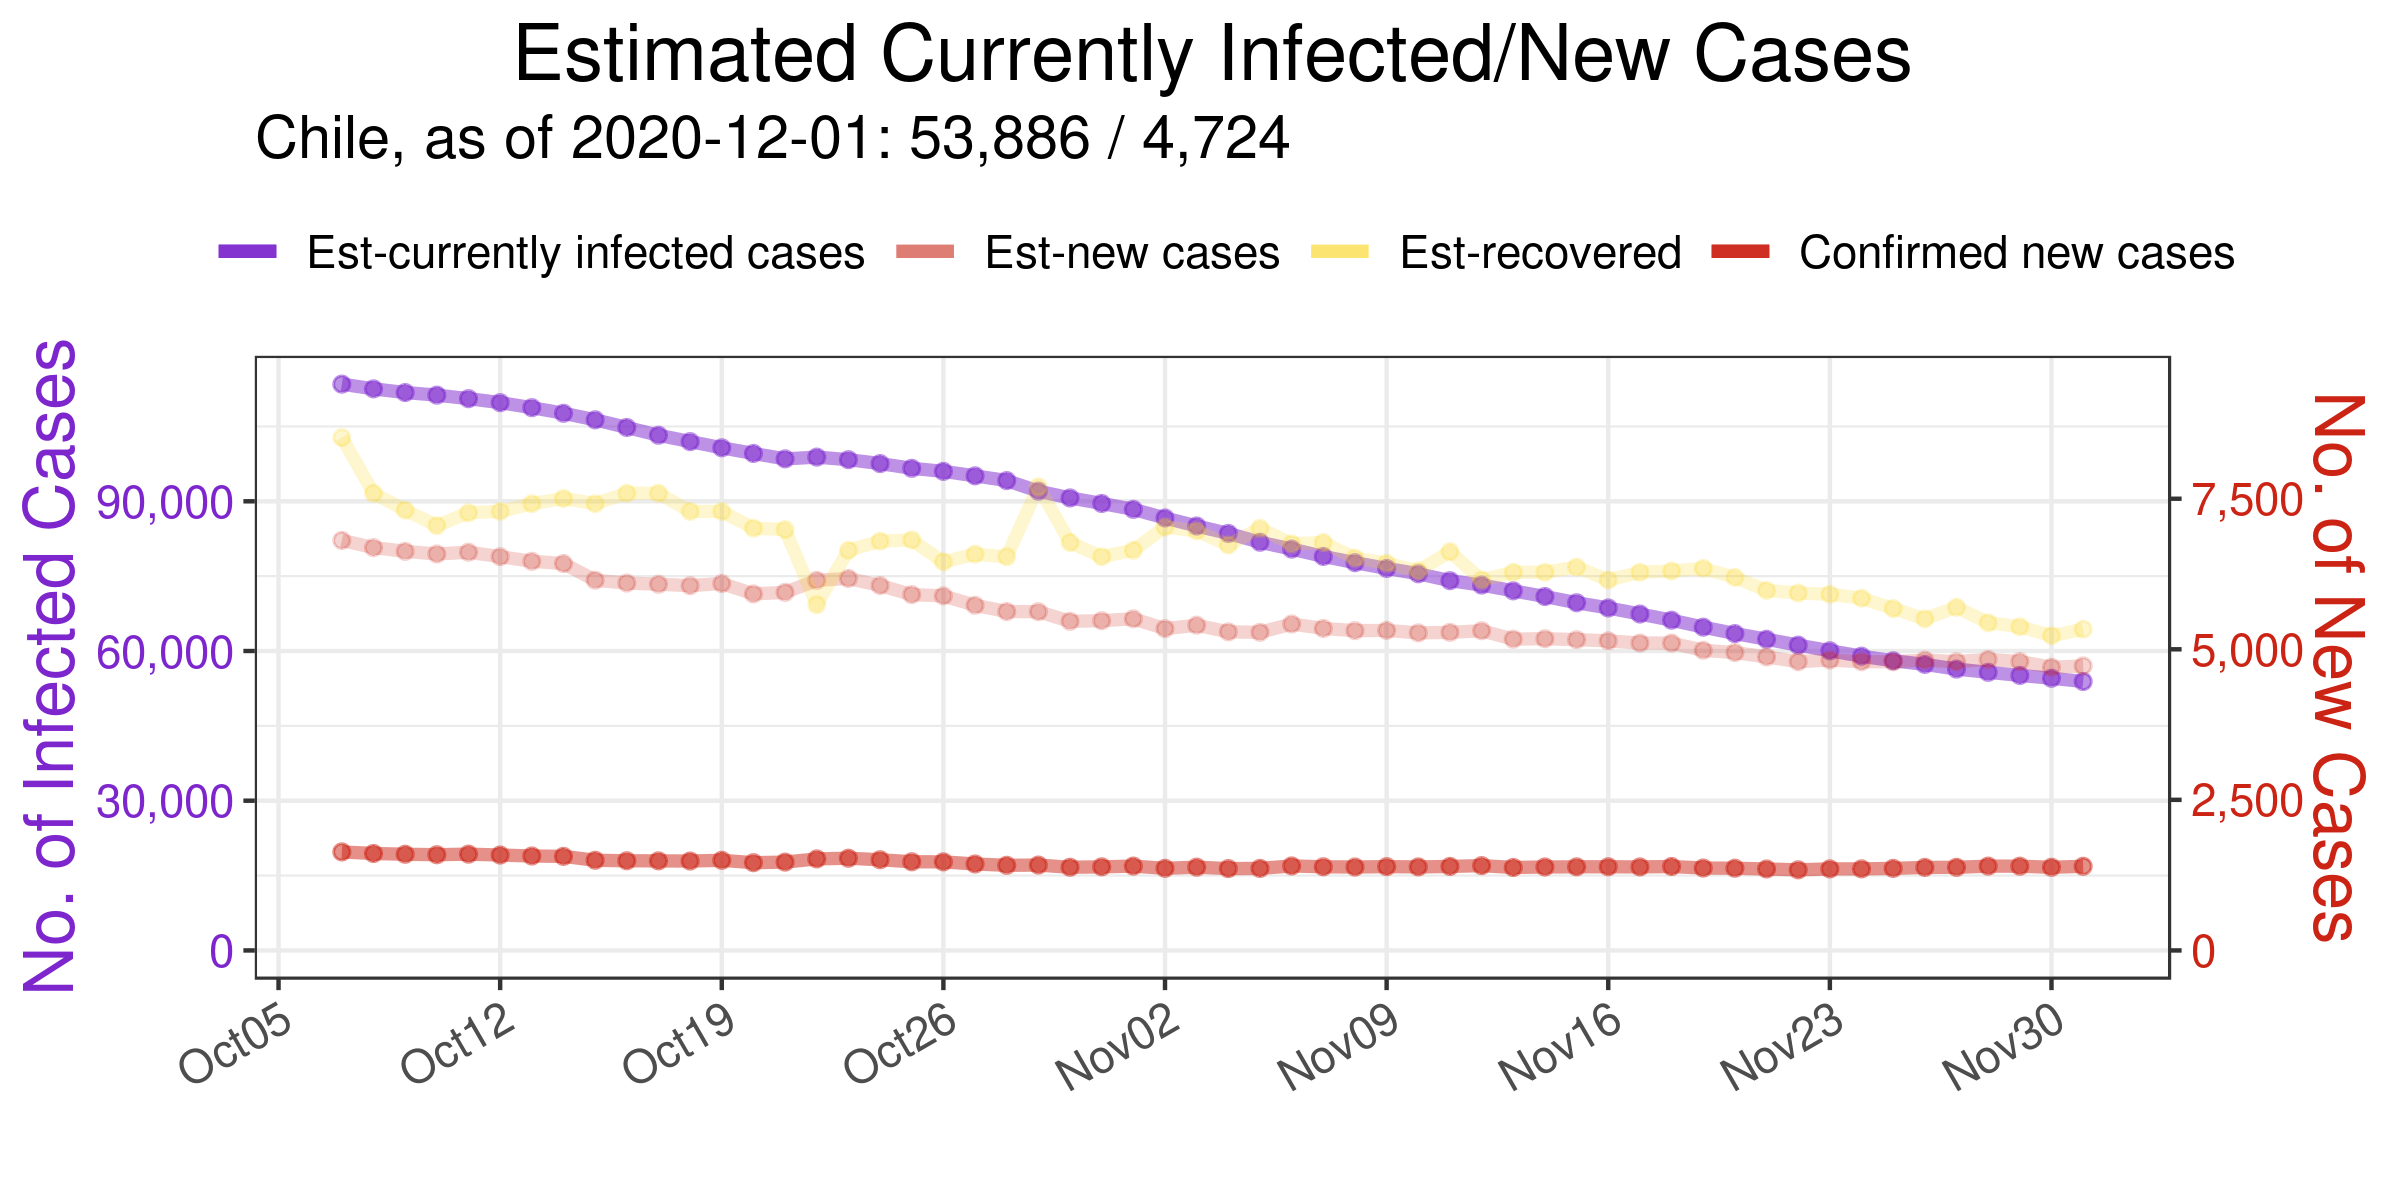 Estimated Currently Infected/New Cases
Chile, as of 2020-12-01: 53,886 / 4,724
Est-currently infected cases Est-new cases Est-recovered Confirmed new cases
No. of Infected Cases
90,000
60,000
30,000
0
7,500
5,000
2,500
0
No. of New Cases
Oct05 Oct12 Oct19 Oct26 Nov02 Nov09 Nov16 Nov23 Nov30